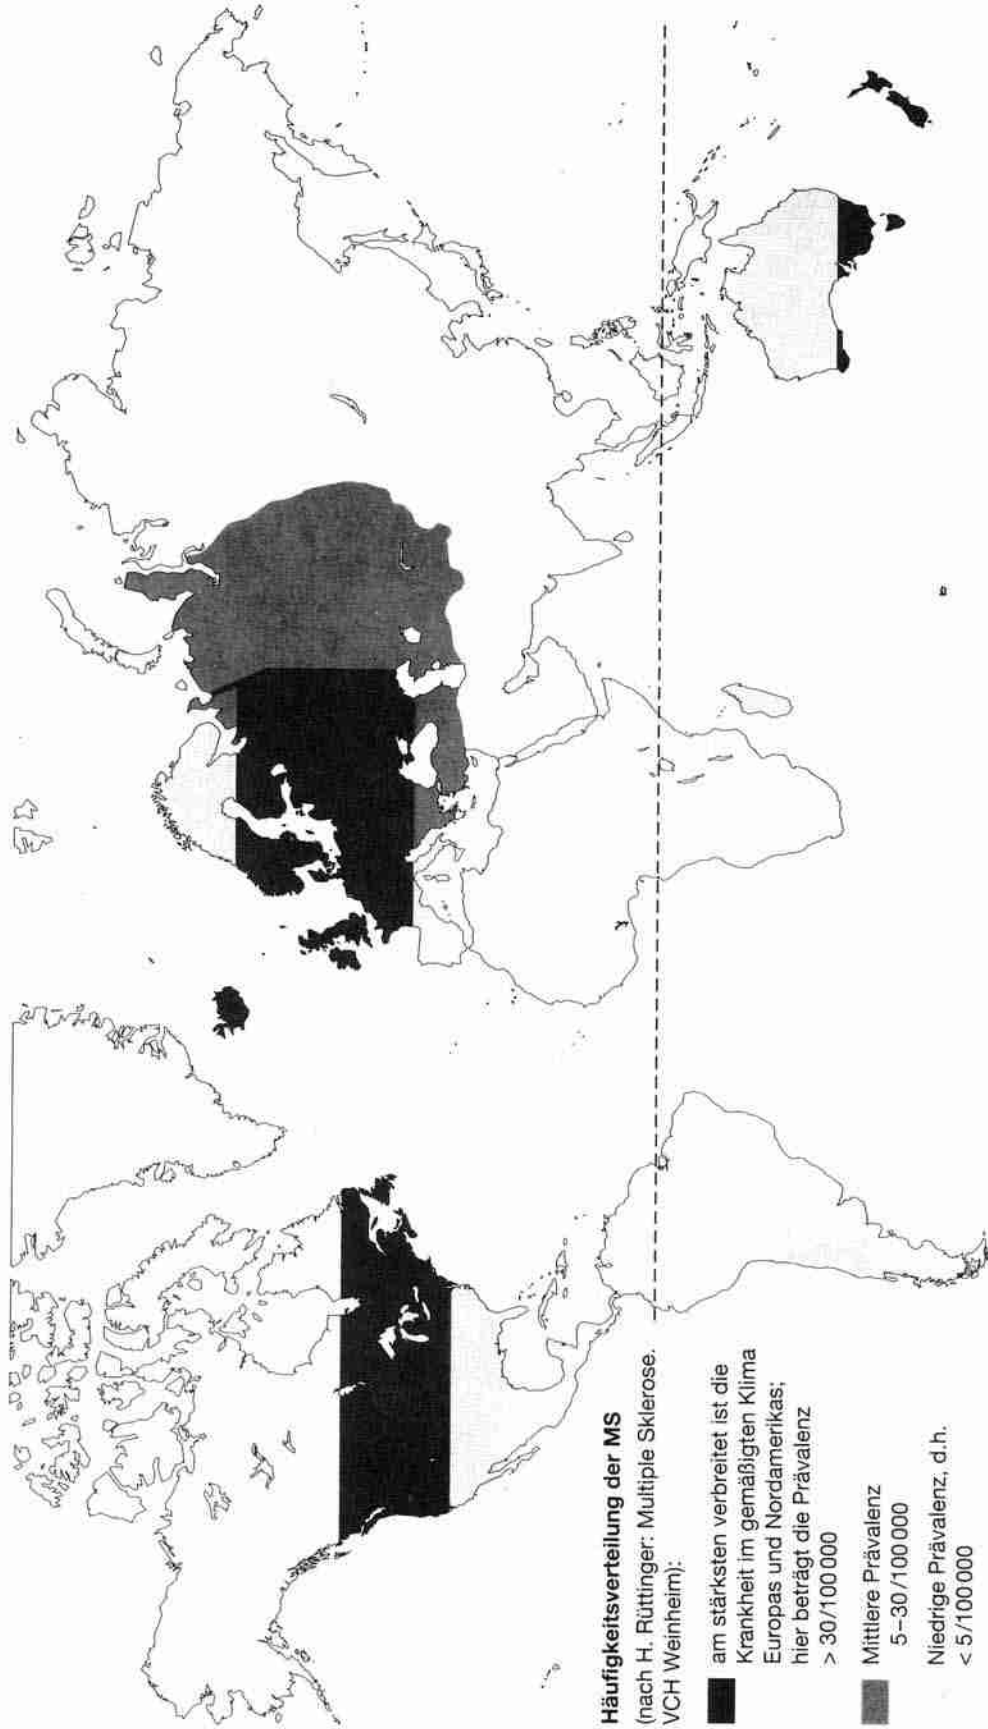 Häufigkeitsverteilung der MS
(nach H. Rüttinger: Multiple Sklerose.
VCH Weinheim):
am stärksten verbreitet ist die
Krankheit im gemäßigten Klima
Europas und Nordamerikas;
hier beträgt die Prävalenz
> 30/100 000
Mittlere Prävalenz
5–30/100 000
Niedrige Prävalenz, d.h.
< 5/100 000